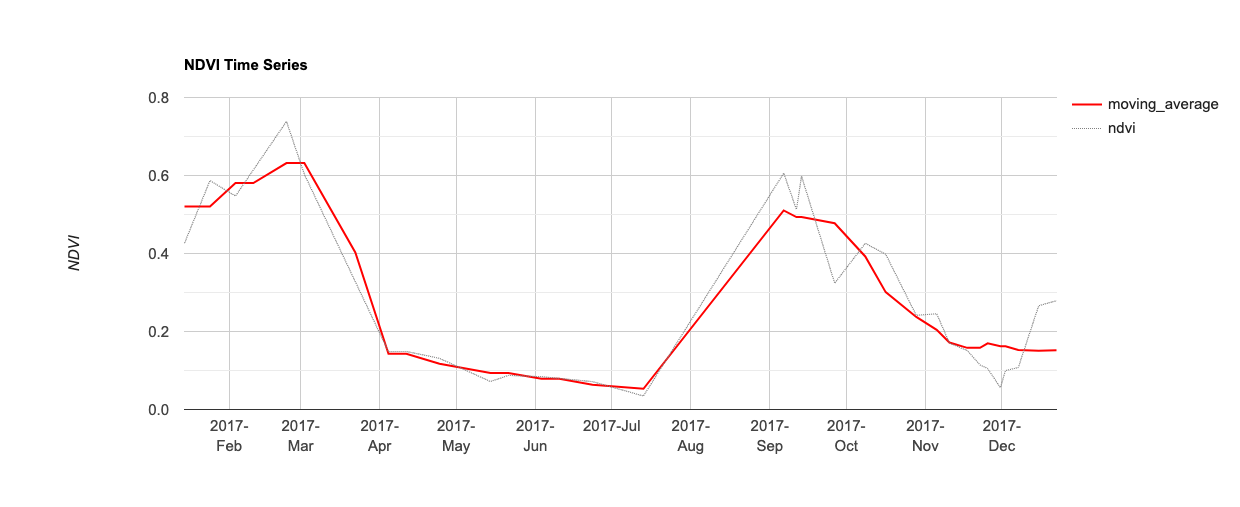 NDVI Time Series
0.8
0.6
0.4
0.2
0.0
NDVI
2017-
Feb
2017-
Mar
2017-
Apr
2017-
May
2017-
Jun
2017-Jul
2017-
Aug
2017-
Sep
2017-
Oct
2017-
Nov
2017-
Dec
moving_average
ndvi